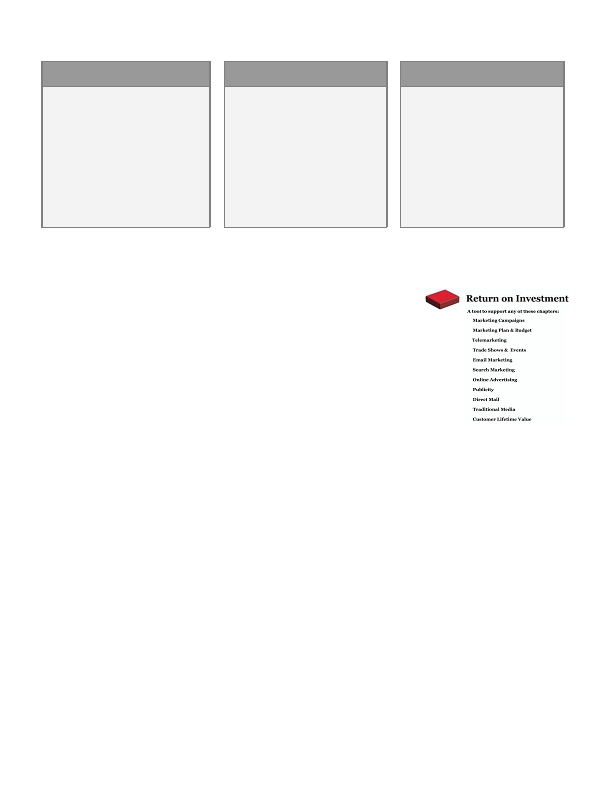 Return on Investment
A tool to support any of these chapters:
Marketing Campaigns
Marketing Plan & Budget
Telemarketing
Trade Shows & Events
Email Marketing
Search Marketing
Online Advertising
Publicity
Direct Mail
Traditional Media
Customer Lifetime Value